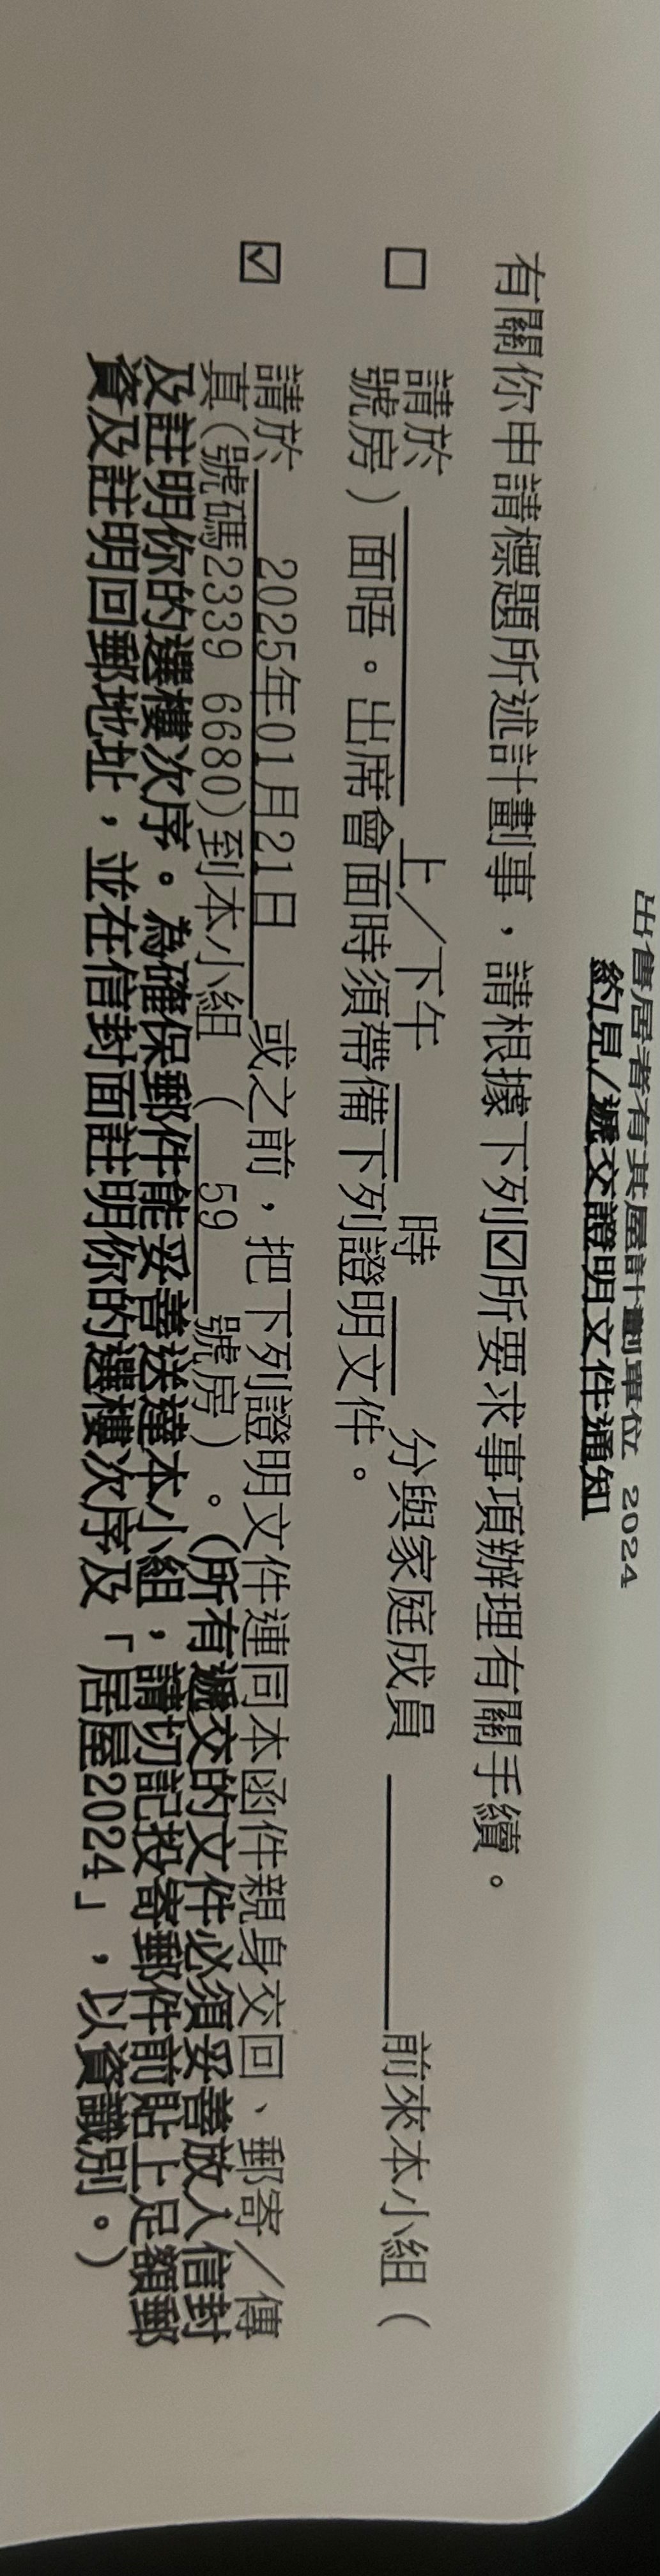 出售居者有其屋計劃單位 2024
約見/遞交證明文件通知
有關你申請標題所述計劃事，請根據下列☑所要求事項辦理有關手續。
□ 請於＿＿＿＿上／下午＿＿時＿＿分與家庭成員＿＿＿＿前來本小組（
號房）面晤。出席會面時須帶備下列證明文件。
☑ 請於 2025年01月21日 或之前，把下列證明文件連同本函件親身交回、郵寄／傳
真(號碼2339 6680)到本小組 （ 59 號房）。(所有遞交的文件必須妥善放入信封
及註明你的選樓次序。為確保郵件能妥善送達本小組，請切記投寄郵件前貼上足額郵
資及註明回郵地址，並在信封面註明你的選樓次序及「居屋2024」，以資識別。)